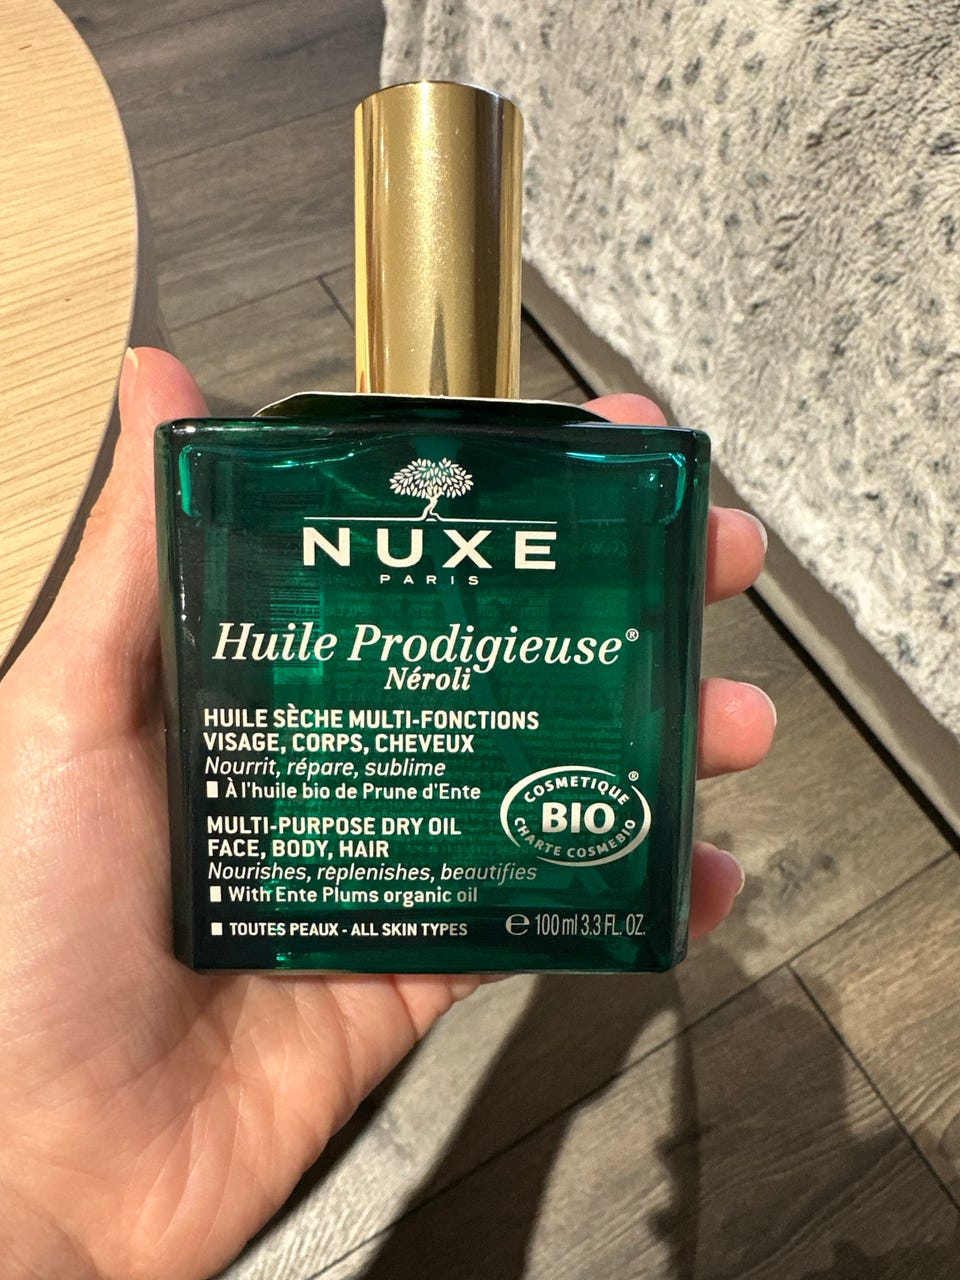 NUXE
PARIS
Huile Prodigieuse®
Néroli
HUILE SÈCHE MULTI-FONCTIONS
VISAGE, CORPS, CHEVEUX
Nourrit, répare, sublime
■ À l'huile bio de Prune d'Ente
MULTI-PURPOSE DRY OIL
FACE, BODY, HAIR
Nourishes, replenishes, beautifies
■ With Ente Plums organic oil
■ TOUTES PEAUX - ALL SKIN TYPES
COSMETIQUE ®
BIO
CHARTE COSMEBIO
℮ 100 ml 3.3 FL. OZ.